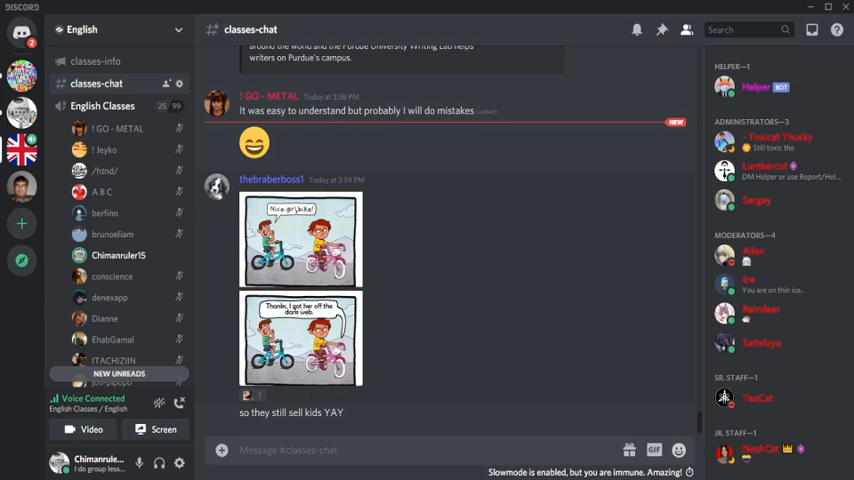 DISCORD
2
English
classes-info
classes-chat
English Classes 25 99
! GO - METAL
! Jeyko
/h1nd/
A B C
berfinn
brunoeliam
Chimanruler15
conscience
denexapp
Dianne
EhabGamal
ITACHIZIIN
NEW UNREADS
Voice Connected
English Classes / English
Video
Screen
Chimanrule...
I do group less...
classes-chat
Search
around the world and the Purdue University Writing Lab helps
writers on Purdue's campus.
! GO - METAL Today at 3:58 PM
It was easy to understand but probably I will do mistakes (edited)
NEW
thebraberboss1 Today at 3:59 PM
Nice girl bike!
Thanks, I got her off the
dark web.
1
so they still sell kids YAY
Message #classes-chat
GIF
Slowmode is enabled, but you are immune. Amazing!
HELPER—1
Helper BOT
ADMINISTRATORS—3
- Toxicat Thusky
Still toxic tho
Lumbercat
DM Helper or use Report/Hel...
Sergey
MODERATORS—4
Allen
Ice
You are on thin ice..
Reindeer
Satisfaya
SR. STAFF—1
TeaCat
JR. STAFF—1
NeshCat